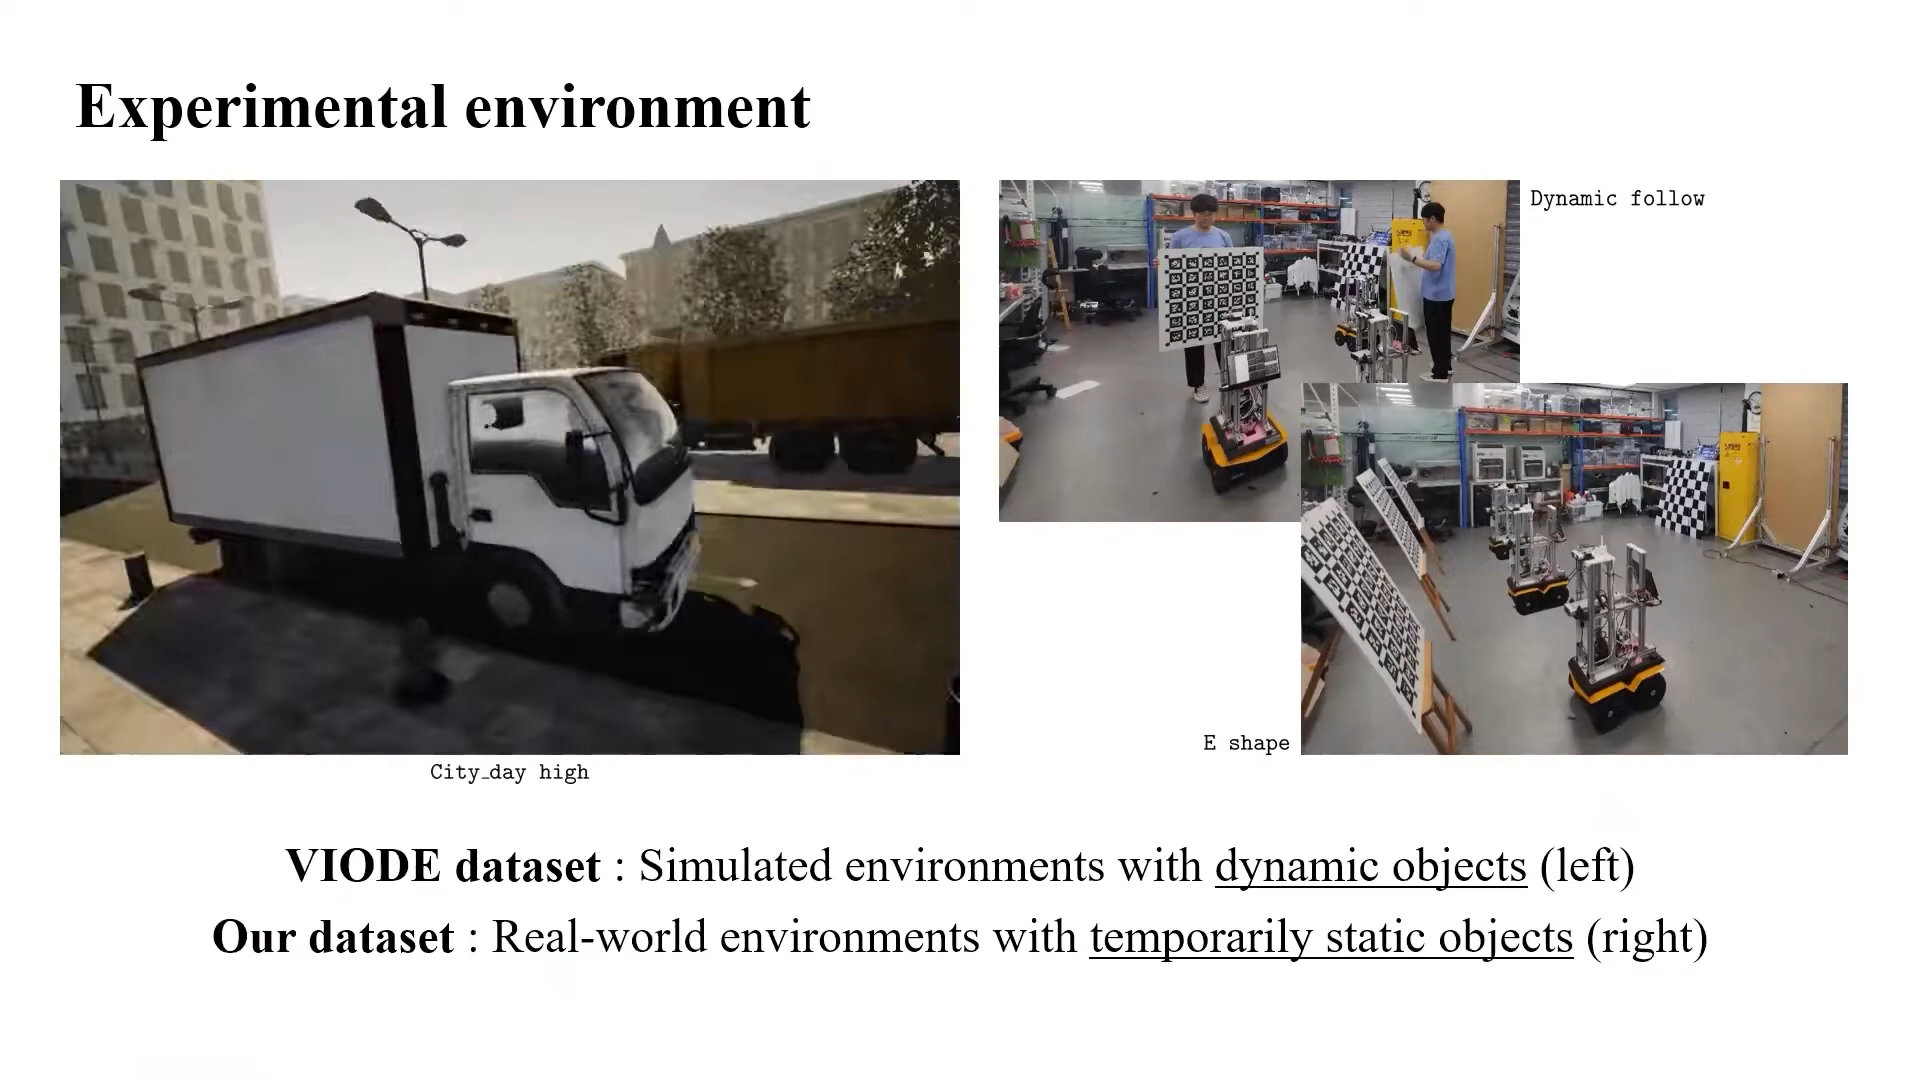 Experimental environment
Dynamic follow
E shape
City_day high
VIODE dataset : Simulated environments with dynamic objects (left)
Our dataset : Real-world environments with temporarily static objects (right)